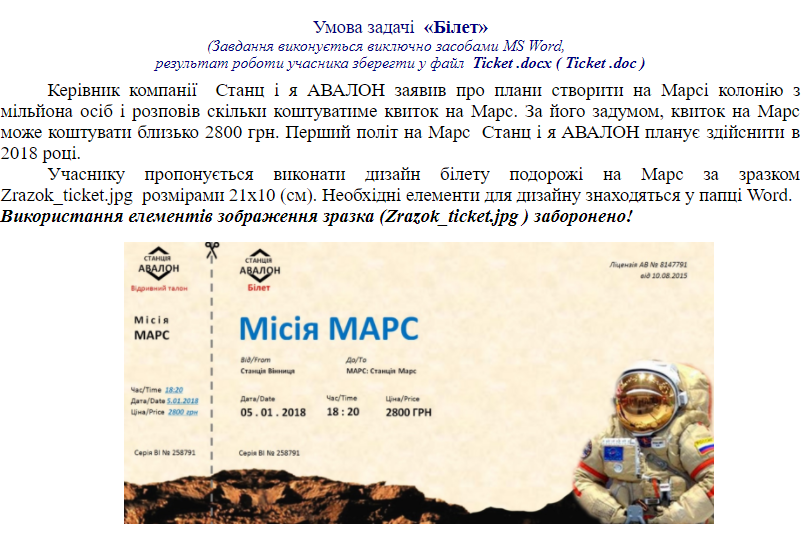 Умова задачі «Білет»
(Завдання виконується виключно засобами MS Word,
результат роботи учасника зберегти у файл Ticket .docx ( Ticket .doc )
Керівник компанії Станц і я АВАЛОН заявив про плани створити на Марсі колонію з
мільйона осіб і розповів скільки коштуватиме квиток на Марс. За його задумом, квиток на Марс
може коштувати близько 2800 грн. Перший політ на Марс Станц і я АВАЛОН планує здійснити в
2018 році.
Учаснику пропонується виконати дизайн білету подорожі на Марс за зразком
Zrazok_ticket.jpg розмірами 21х10 (см). Необхідні елементи для дизайну знаходяться у папці Word.
Використання елементів зображення зразка (Zrazok_ticket.jpg ) заборонено!
СТАНЦІЯ
АВАЛОН
Відривний талон
Місія
МАРС
Час/Time 18:20
Дата/Date 5.01.2018
Ціна/Price 2800 грн
Серія ВІ № 258791
СТАНЦІЯ
АВАЛОН
Білет
Ліцензія АВ № 8147791
від 10.08.2015
Місія МАРС
Від/From До/To
Станція Вінниця МАРС: Станція Марс
Дата/Date Час/Time Ціна/Price
05 . 01 . 2018 18 : 20 2800 ГРН
Серія ВІ № 258791